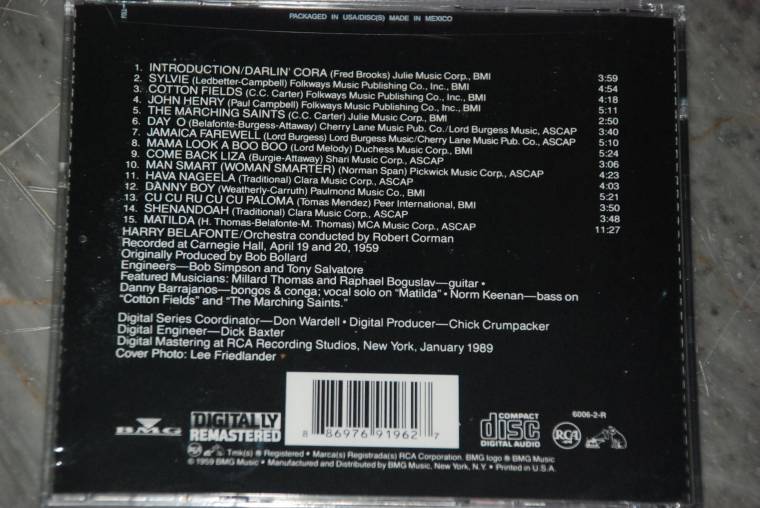 PACKAGED IN USA/DISC(S) MADE IN MEXICO
1. INTRODUCTION/DARLIN' CORA (Fred Brooks) Julie Music Corp., BMI 3:59
2. SYLVIE (Ledbetter-Campbell) Folkways Music Publishing Co., Inc., BMI 4:54
3. COTTON FIELDS (C.C. Carter) Folkways Music Publishing Co., Inc., BMI 4:18
4. JOHN HENRY (Paul Campbell) Folkways Music Publishing Co., Inc., BMI 5:11
5. THE MARCHING SAINTS (C.C. Carter) Julie Music Corp., BMI 2:50
6. DAY O (Belafonte-Burgess-Attaway) Cherry Lane Music Pub. Co./Lord Burgess Music, ASCAP 3:40
7. JAMAICA FAREWELL (Lord Burgess) Lord Burgess Music/Cherry Lane Music Pub. Co., ASCAP 5:10
8. MAMA LOOK A BOO BOO (Lord Melody) Duchess Music Corp., BMI 5:24
9. COME BACK LIZA (Burgie-Attaway) Shari Music Corp., ASCAP 3:06
10. MAN SMART (WOMAN SMARTER) (Norman Span) Pickwick Music Corp., ASCAP 4:23
11. HAVA NAGEELA (Traditional) Clara Music Corp., ASCAP 4:03
12. DANNY BOY (Weatherly-Carruth) Paulmond Music Co., BMI 5:21
13. CU CU RU CU CU PALOMA (Tomas Mendez) Peer International, BMI 3:50
14. SHENANDOAH (Traditional) Clara Music Corp., ASCAP 3:48
15. MATILDA (H. Thomas-Belafonte-M. Thomas) MCA Music Corp., ASCAP 11:27
HARRY BELAFONTE/Orchestra conducted by Robert Corman
Recorded at Carnegie Hall, April 19 and 20, 1959
Originally Produced by Bob Bollard
Engineers—Bob Simpson and Tony Salvatore
Featured Musicians: Millard Thomas and Raphael Boguslav—guitar •
Danny Barrajanos—bongos & conga; vocal solo on "Matilda" • Norm Keenan—bass on
"Cotton Fields" and "The Marching Saints."
Digital Series Coordinator—Don Wardell • Digital Producer—Chick Crumpacker
Digital Engineer—Dick Baxter
Digital Mastering at RCA Recording Studios, New York, January 1989
Cover Photo: Lee Friedlander
BMG
DIGITALLY
REMASTERED
8 86976 91962 7
COMPACT
disc
DIGITAL AUDIO
6006-2-R
RCA
Tmk(s) ® Registered • Marca(s) Registrada(s) RCA Corporation. BMG logo ® BMG Music
© 1959 BMG Music • Manufactured and Distributed by BMG Music, New York, N.Y. • Printed in U.S.A.